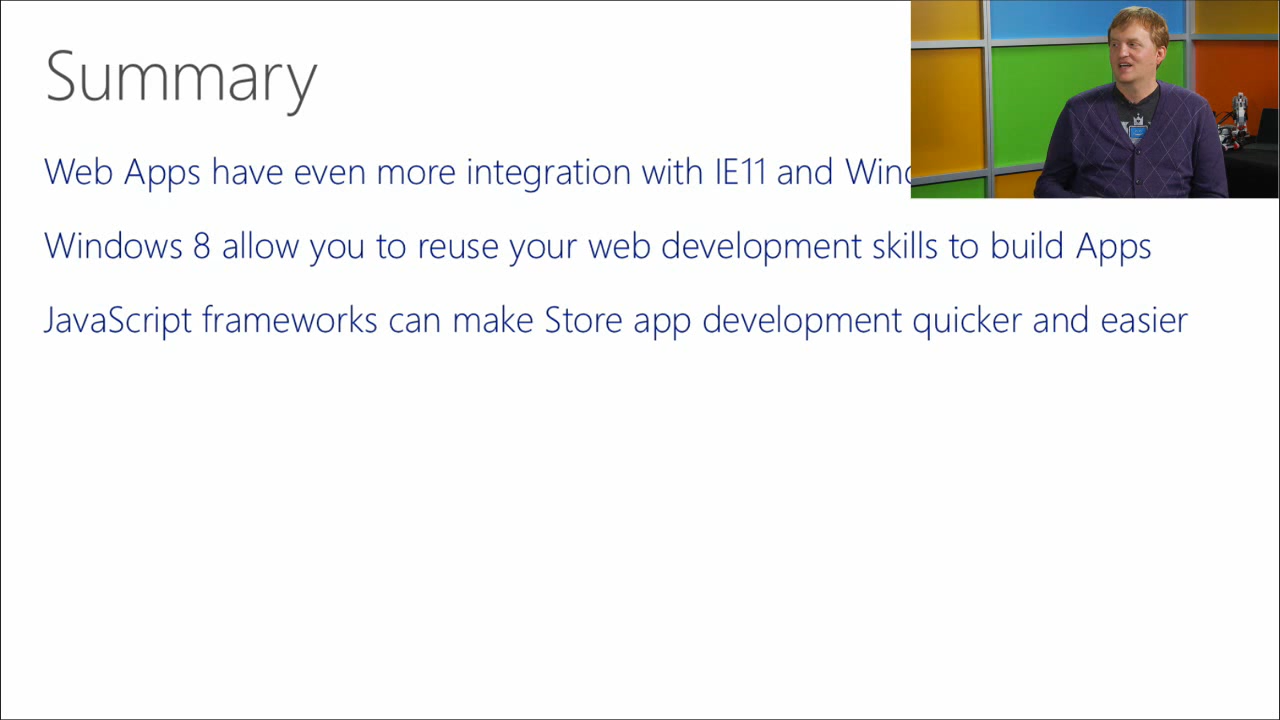 Summary
Web Apps have even more integration with IE11 and
Windows 8 allow you to reuse your web development skills to build Apps
JavaScript frameworks can make Store app development quicker and easier